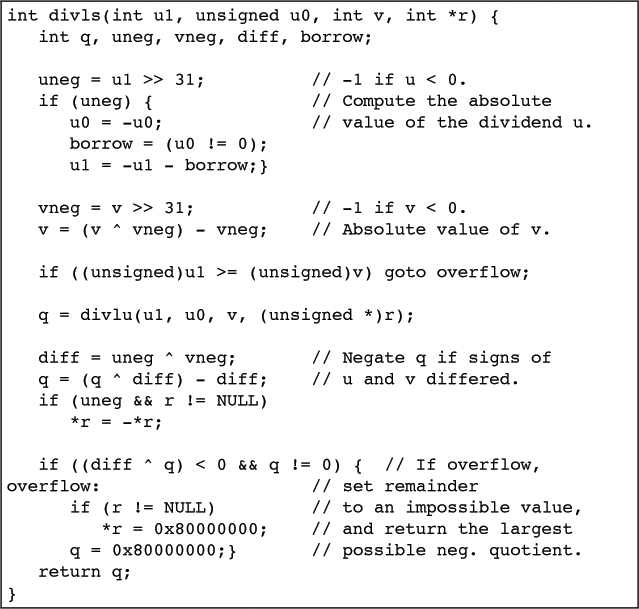 int divls(int u1, unsigned u0, int v, int *r) {
   int q, uneg, vneg, diff, borrow;

   uneg = u1 >> 31;          // -1 if u < 0.
   if (uneg) {               // Compute the absolute
      u0 = -u0;              // value of the dividend u.
      borrow = (u0 != 0);
      u1 = -u1 - borrow;}

   vneg = v >> 31;           // -1 if v < 0.
   v = (v ^ vneg) - vneg;    // Absolute value of v.

   if ((unsigned)u1 >= (unsigned)v) goto overflow;

   q = divlu(u1, u0, v, (unsigned *)r);

   diff = uneg ^ vneg;       // Negate q if signs of
   q = (q ^ diff) - diff;    // u and v differed.
   if (uneg && r != NULL)
      *r = -*r;

   if ((diff ^ q) < 0 && q != 0) {  // If overflow,
overflow:                    // set remainder
      if (r != NULL)         // to an impossible value,
         *r = 0x80000000;    // and return the largest
      q = 0x80000000;}       // possible neg. quotient.
   return q;
}